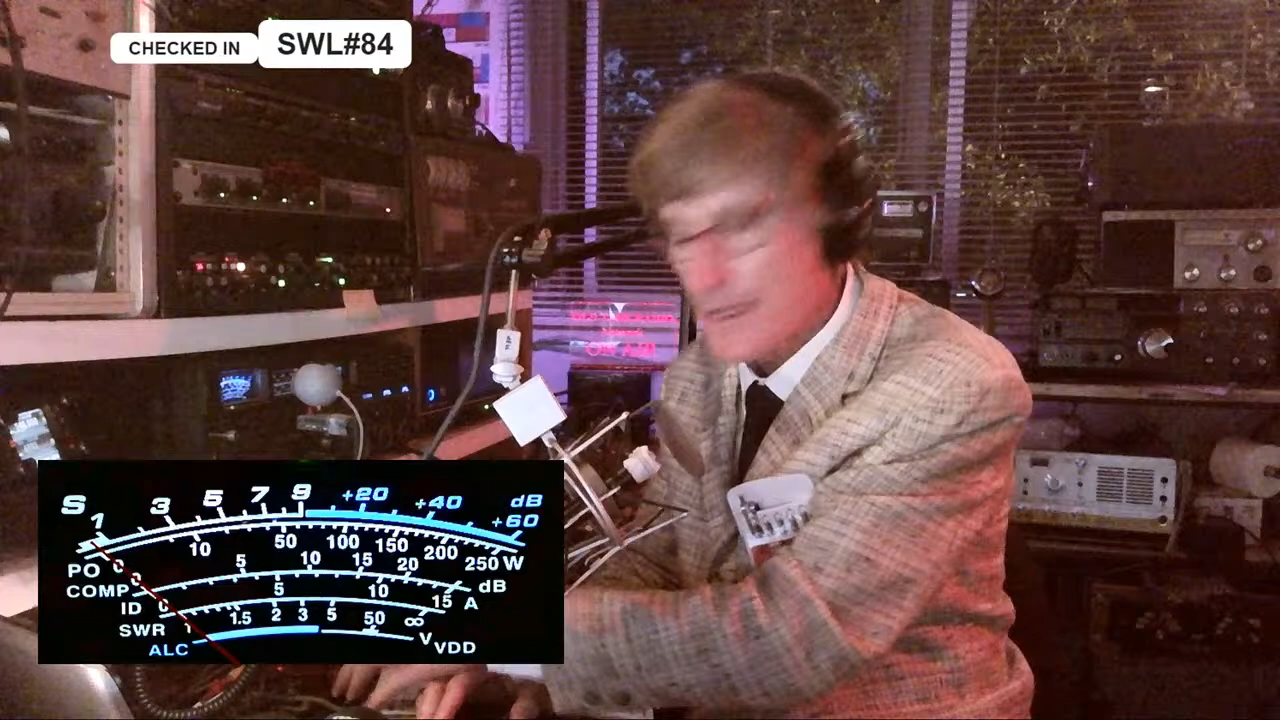 CHECKED IN
SWL#84
S 1 3 5 7 9 +20 +40 +60 dB
PO 0 10 50 100 150 200 250 W
COMP 0 5 10 15 20 dB
ID 0 5 10 15 A
SWR 1 1.5 2 3 5 50 ∞
ALC
V VDD
ON AIR